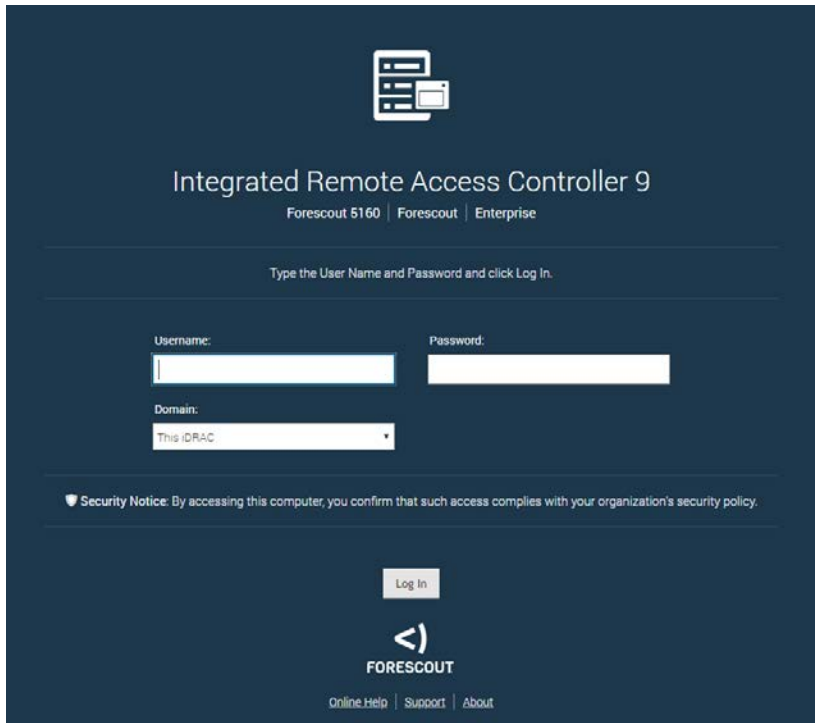 Integrated Remote Access Controller 9
Forescout 5160 | Forescout | Enterprise
Type the User Name and Password and click Log In.
Username:
Password:
Domain:
This iDRAC
Security Notice: By accessing this computer, you confirm that such access complies with your organization's security policy.
Log In
<)
FORESCOUT
Online Help | Support | About